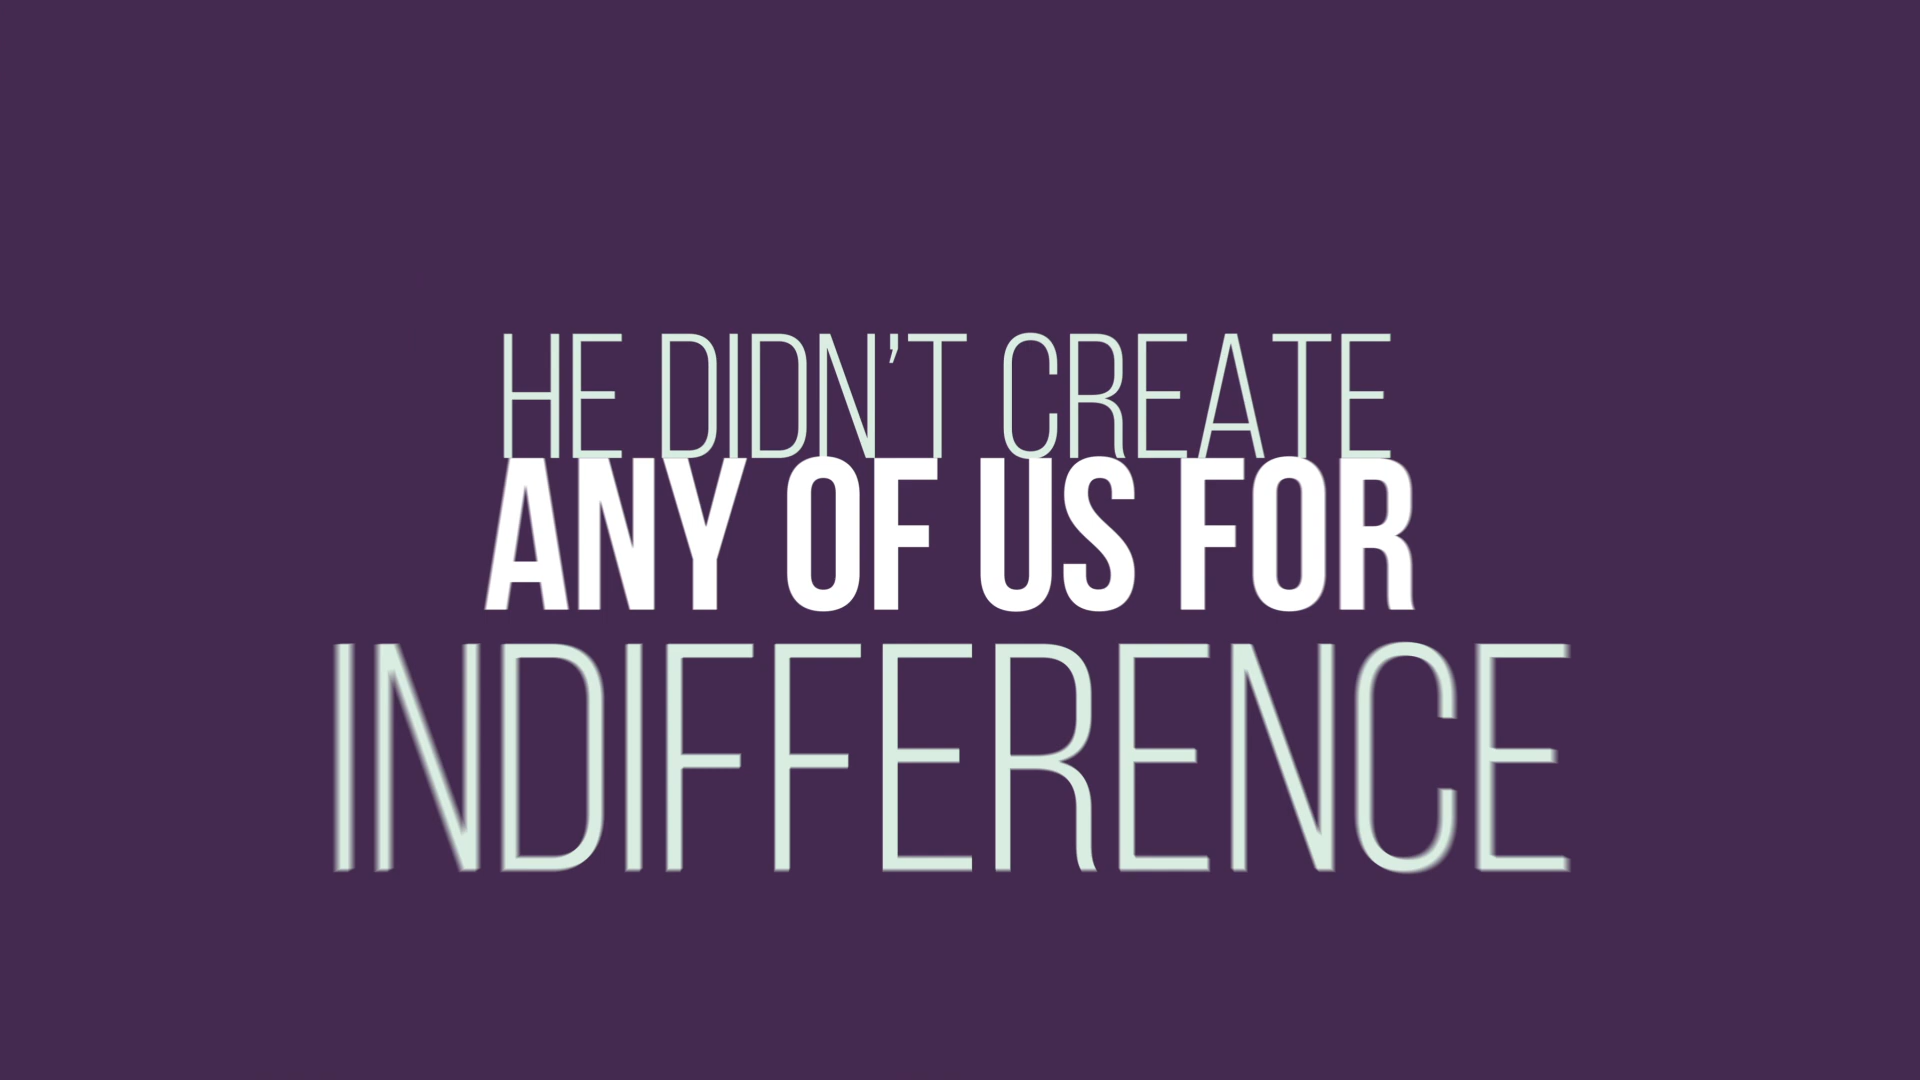 HE DIDN’T CREATE
ANY OF US FOR
INDIFFERENCE